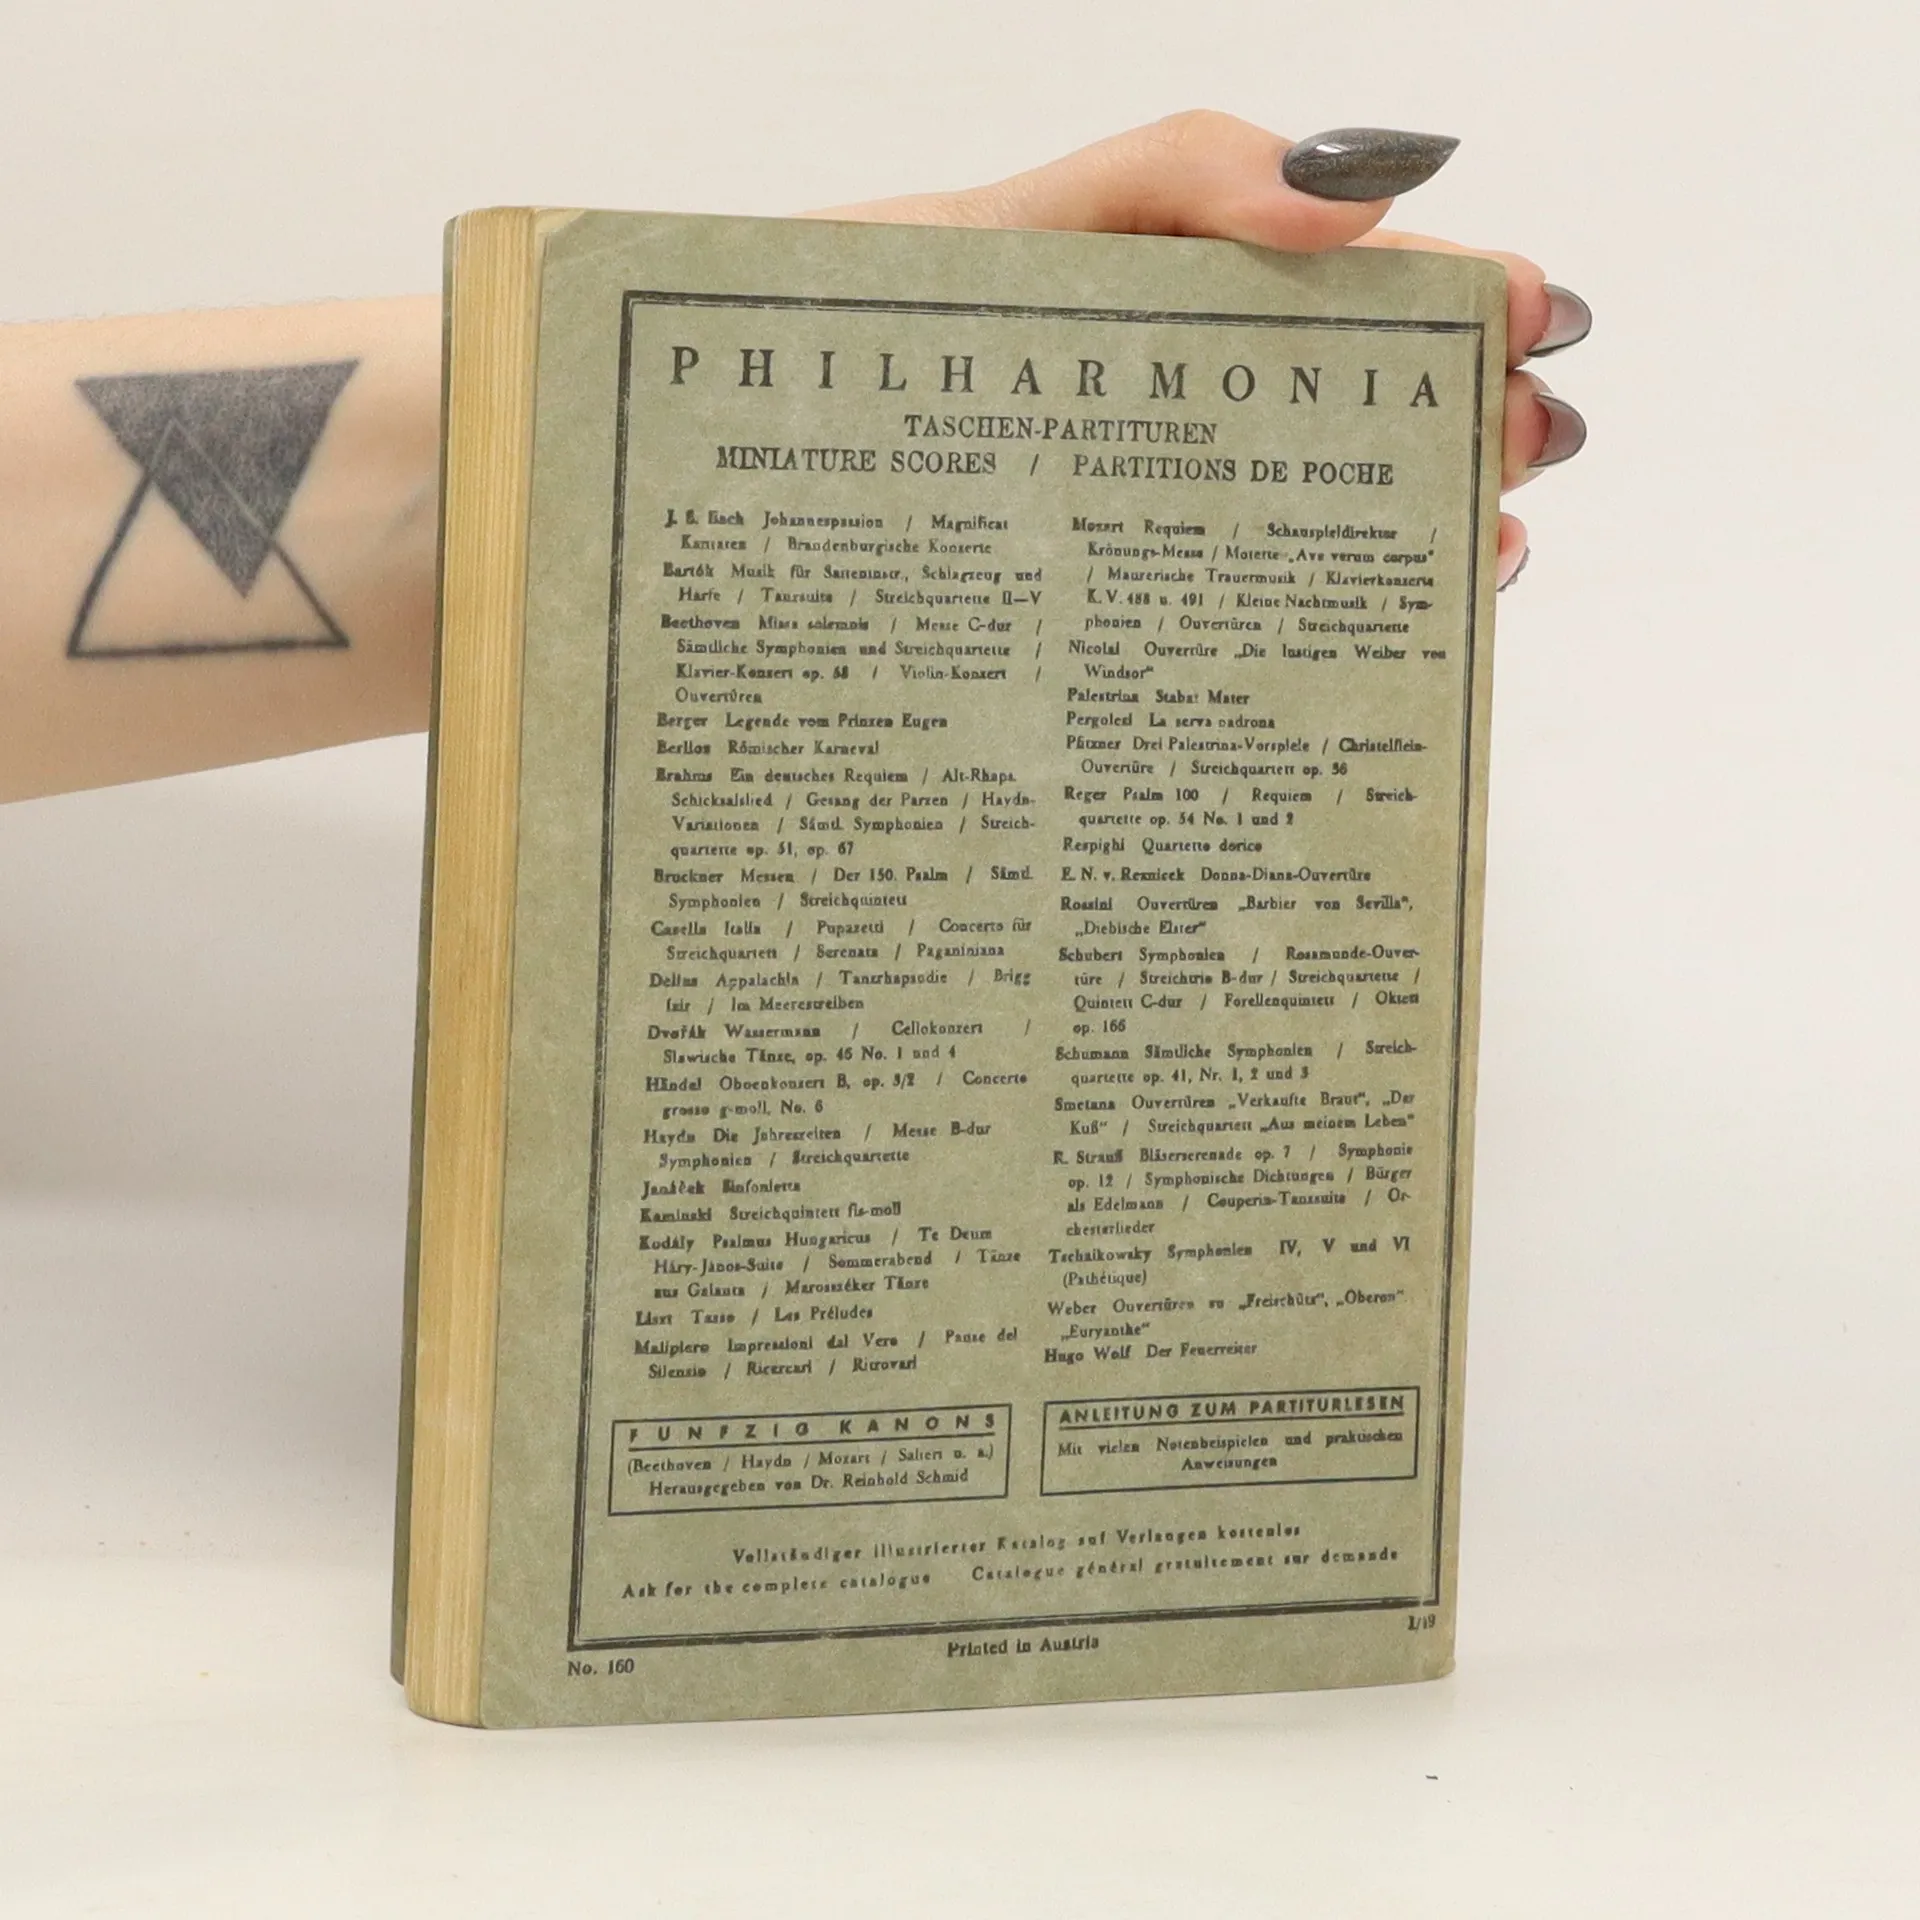 PHILHARMONIA
TASCHEN-PARTITUREN
MINIATURE SCORES / PARTITIONS DE POCHE
J. S. Bach Johannespassion / Magnificat
Kantaten / Brandenburgische Konzerte
Bartók Musik für Saiteninstr., Schlagzeug und
Harfe / Tanzsuite / Streichquartette II—V
Beethoven Missa solemnis / Messe C-dur /
Sämtliche Symphonien und Streichquartette /
Klavier-Konzert op. 58 / Violin-Konzert /
Ouvertüren
Berger Legende vom Prinzen Eugen
Berlioz Römischer Karneval
Brahms Ein deutsches Requiem / Alt-Rhaps.
Schicksalslied / Gesang der Parzen / Haydn-
Variationen / Sämtl. Symphonien / Streich-
quartette op. 51, op. 67
Bruckner Messen / Der 150. Psalm / Sämtl.
Symphonien / Streichquintett
Casella Italia / Pupazetti / Concerto für
Streichquartett / Serenata / Paganiniana
Delius Appalachia / Tanzrhapsodie / Brigg
fair / Im Meerestreiben
Dvořák Wassermann / Cellokonzert /
Slawische Tänze, op. 46 No. 1 und 4
Händel Oboenkonzert B, op. 3/2 / Concerto
grosso g-moll, No. 6
Haydn Die Jahreszeiten / Messe B-dur
Symphonien / Streichquartette
Janáček Sinfonietta
Kaminski Streichquintett fis-moll
Kodály Psalmus Hungaricus / Te Deum
Háry-János-Suite / Sommerabend / Tänze
aus Galanta / Marosszéker Tänze
Liszt Tasso / Les Préludes
Malipiero Impressioni dal Vero / Pause del
Silenzio / Ricercari / Ritrovari
Mozart Requiem / Schauspieldirektor /
Krönungs-Messe / Motette „Ave verum corpus“
/ Maurerische Trauermusik / Klavierkonzerte
K. V. 488 u. 491 / Kleine Nachtmusik / Sym-
phonien / Ouvertüren / Streichquartette
Nicolai Ouvertüre „Die lustigen Weiber von
Windsor“
Palestrina Stabat Mater
Pergolesi La serva padrona
Pfitzner Drei Palestrina-Vorspiele / Christelflein-
Ouvertüre / Streichquartett op. 36
Reger Psalm 100 / Requiem / Streich-
quartette op. 54 No. 1 und 2
Respighi Quartetto dorico
E. N. v. Reznicek Donna-Diana-Ouvertüre
Rossini Ouvertüren „Barbier von Sevilla“,
„Diebische Elster“
Schubert Symphonien / Rosamunde-Ouver-
türe / Streichtrio B-dur / Streichquartette /
Quintett C-dur / Forellenquintett / Oktett
op. 166
Schumann Sämtliche Symphonien / Streich-
quartette op. 41, Nr. 1, 2 und 3
Smetana Ouvertüren „Verkaufte Braut“, „Der
Kuß“ / Streichquartett „Aus meinem Leben“
R. Strauß Bläserserenade op. 7 / Symphonie
op. 12 / Symphonische Dichtungen / Bürger
als Edelmann / Couperin-Tanzsuite / Or-
chesterlieder
Tschaikowsky Symphonien IV, V und VI
(Pathétique)
Weber Ouvertüren zu „Freischütz“, „Oberon“
„Euryanthe“
Hugo Wolf Der Feuerreiter
FUNFZIG KANONS
(Beethoven / Haydn / Mozart / Salieri u. a.)
Herausgegeben von Dr. Reinhold Schmid
ANLEITUNG ZUM PARTITURLESEN
Mit vielen Notenbeispielen und praktischen
Anweisungen
Vollständiger illustrierter Katalog auf Verlangen kostenlos
Ask for the complete catalogue Catalogue général gratuitement sur demande
No. 160
Printed in Austria